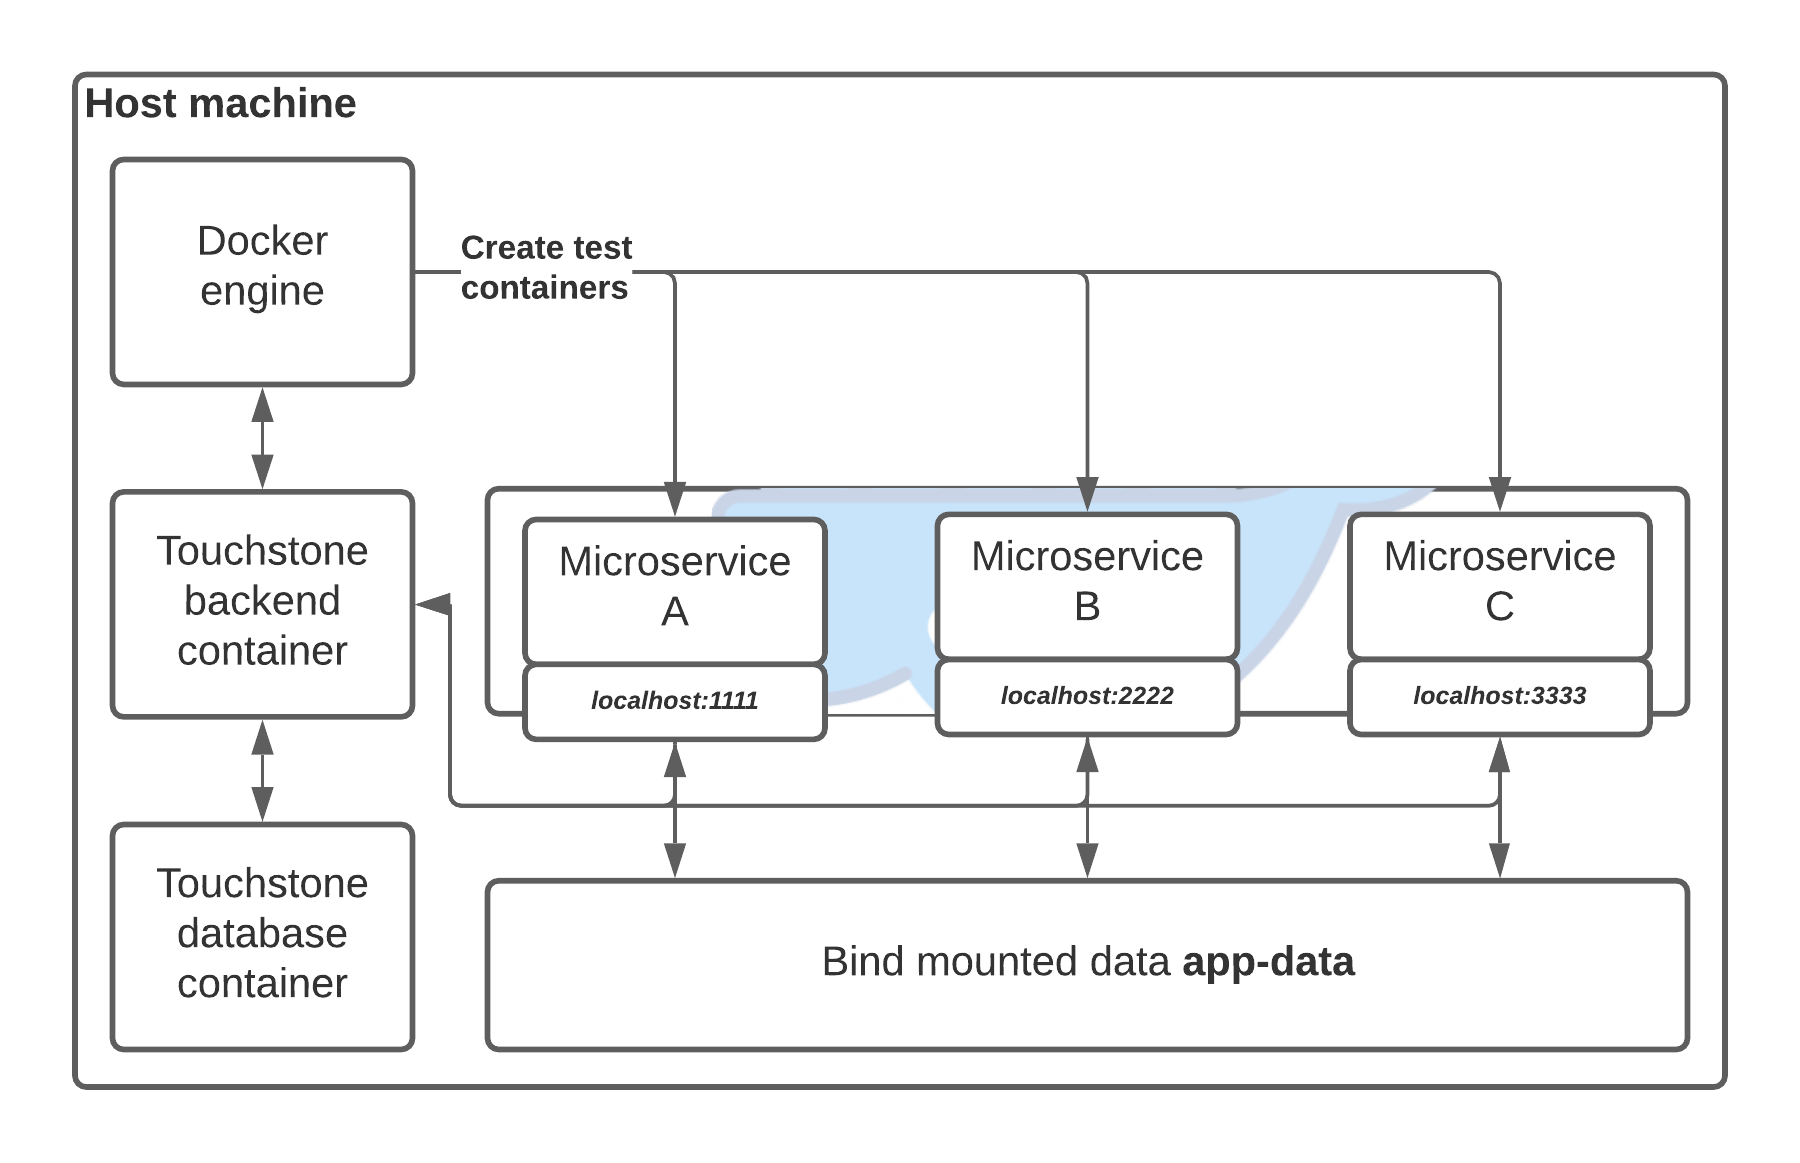 Host machine
Docker
engine
Create test
containers
Touchstone
backend
container
Microservice
A
localhost:1111
Microservice
B
localhost:2222
Microservice
C
localhost:3333
Touchstone
database
container
Bind mounted data app-data